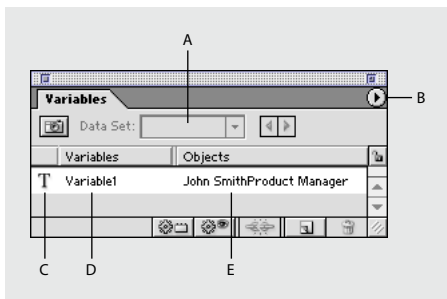 A
B
Variables
Data Set:
Variables Objects
T Variable1 John SmithProduct Manager
C D E